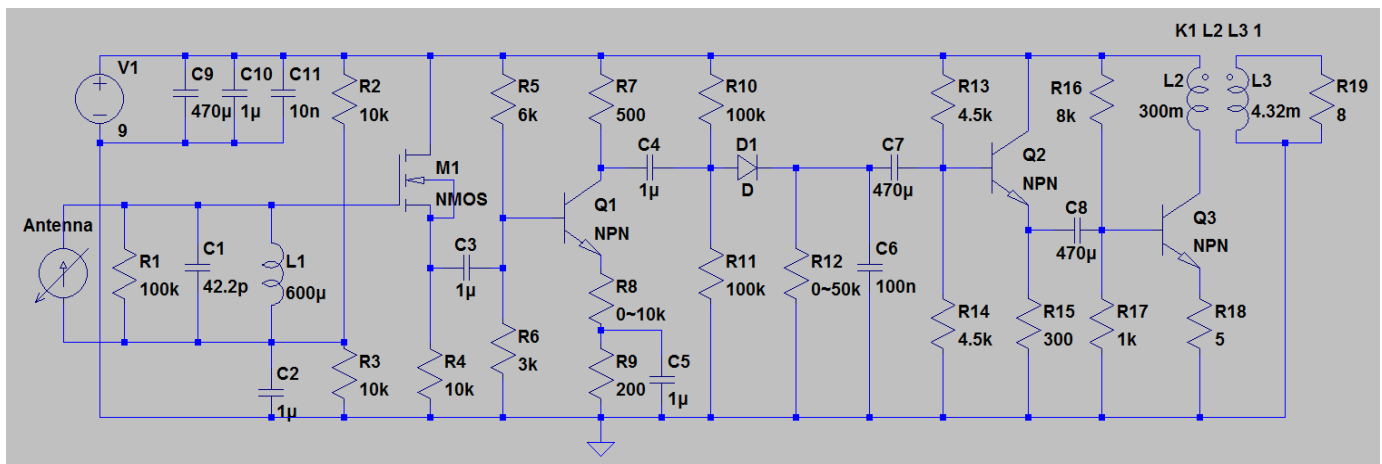 K1 L2 L3 1
V1
9
C9
470µ
C10
1µ
C11
10n
R2
10k
R5
6k
R7
500
R10
100k
R13
4.5k
R16
8k
L2
300m
L3
4.32m
R19
8
Antenna
R1
100k
C1
42.2p
L1
600µ
C2
1µ
R3
10k
M1
NMOS
C3
1µ
R4
10k
R6
3k
Q1
NPN
C4
1µ
D1
D
R8
0~10k
R9
200
C5
1µ
R11
100k
R12
0~50k
C6
100n
C7
470µ
R14
4.5k
Q2
NPN
R15
300
C8
470µ
R17
1k
Q3
NPN
R18
5